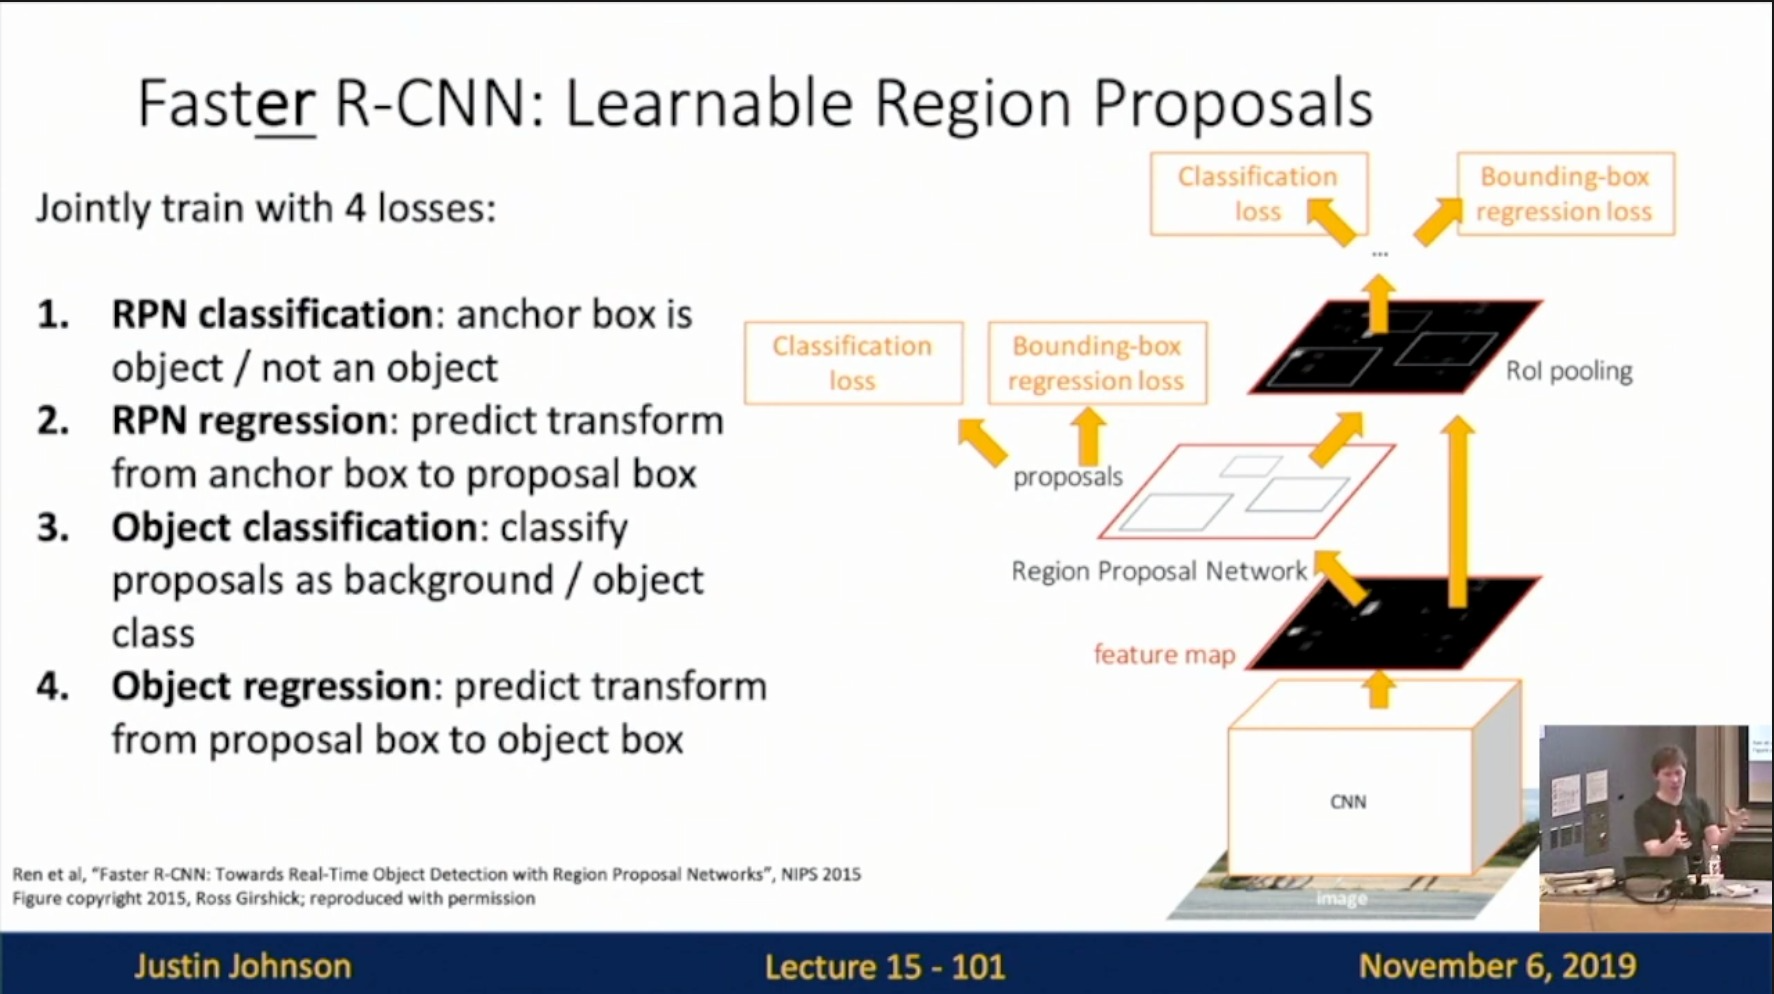 Faster R-CNN: Learnable Region Proposals
Jointly train with 4 losses:
1. RPN classification: anchor box is
object / not an object
2. RPN regression: predict transform
from anchor box to proposal box
3. Object classification: classify
proposals as background / object
class
4. Object regression: predict transform
from proposal box to object box
Classification
loss
Bounding-box
regression loss
...
Classification
loss
Bounding-box
regression loss
RoI pooling
proposals
Region Proposal Network
feature map
CNN
image
Ren et al, “Faster R-CNN: Towards Real-Time Object Detection with Region Proposal Networks”, NIPS 2015
Figure copyright 2015, Ross Girshick; reproduced with permission
Justin Johnson
Lecture 15 - 101
November 6, 2019